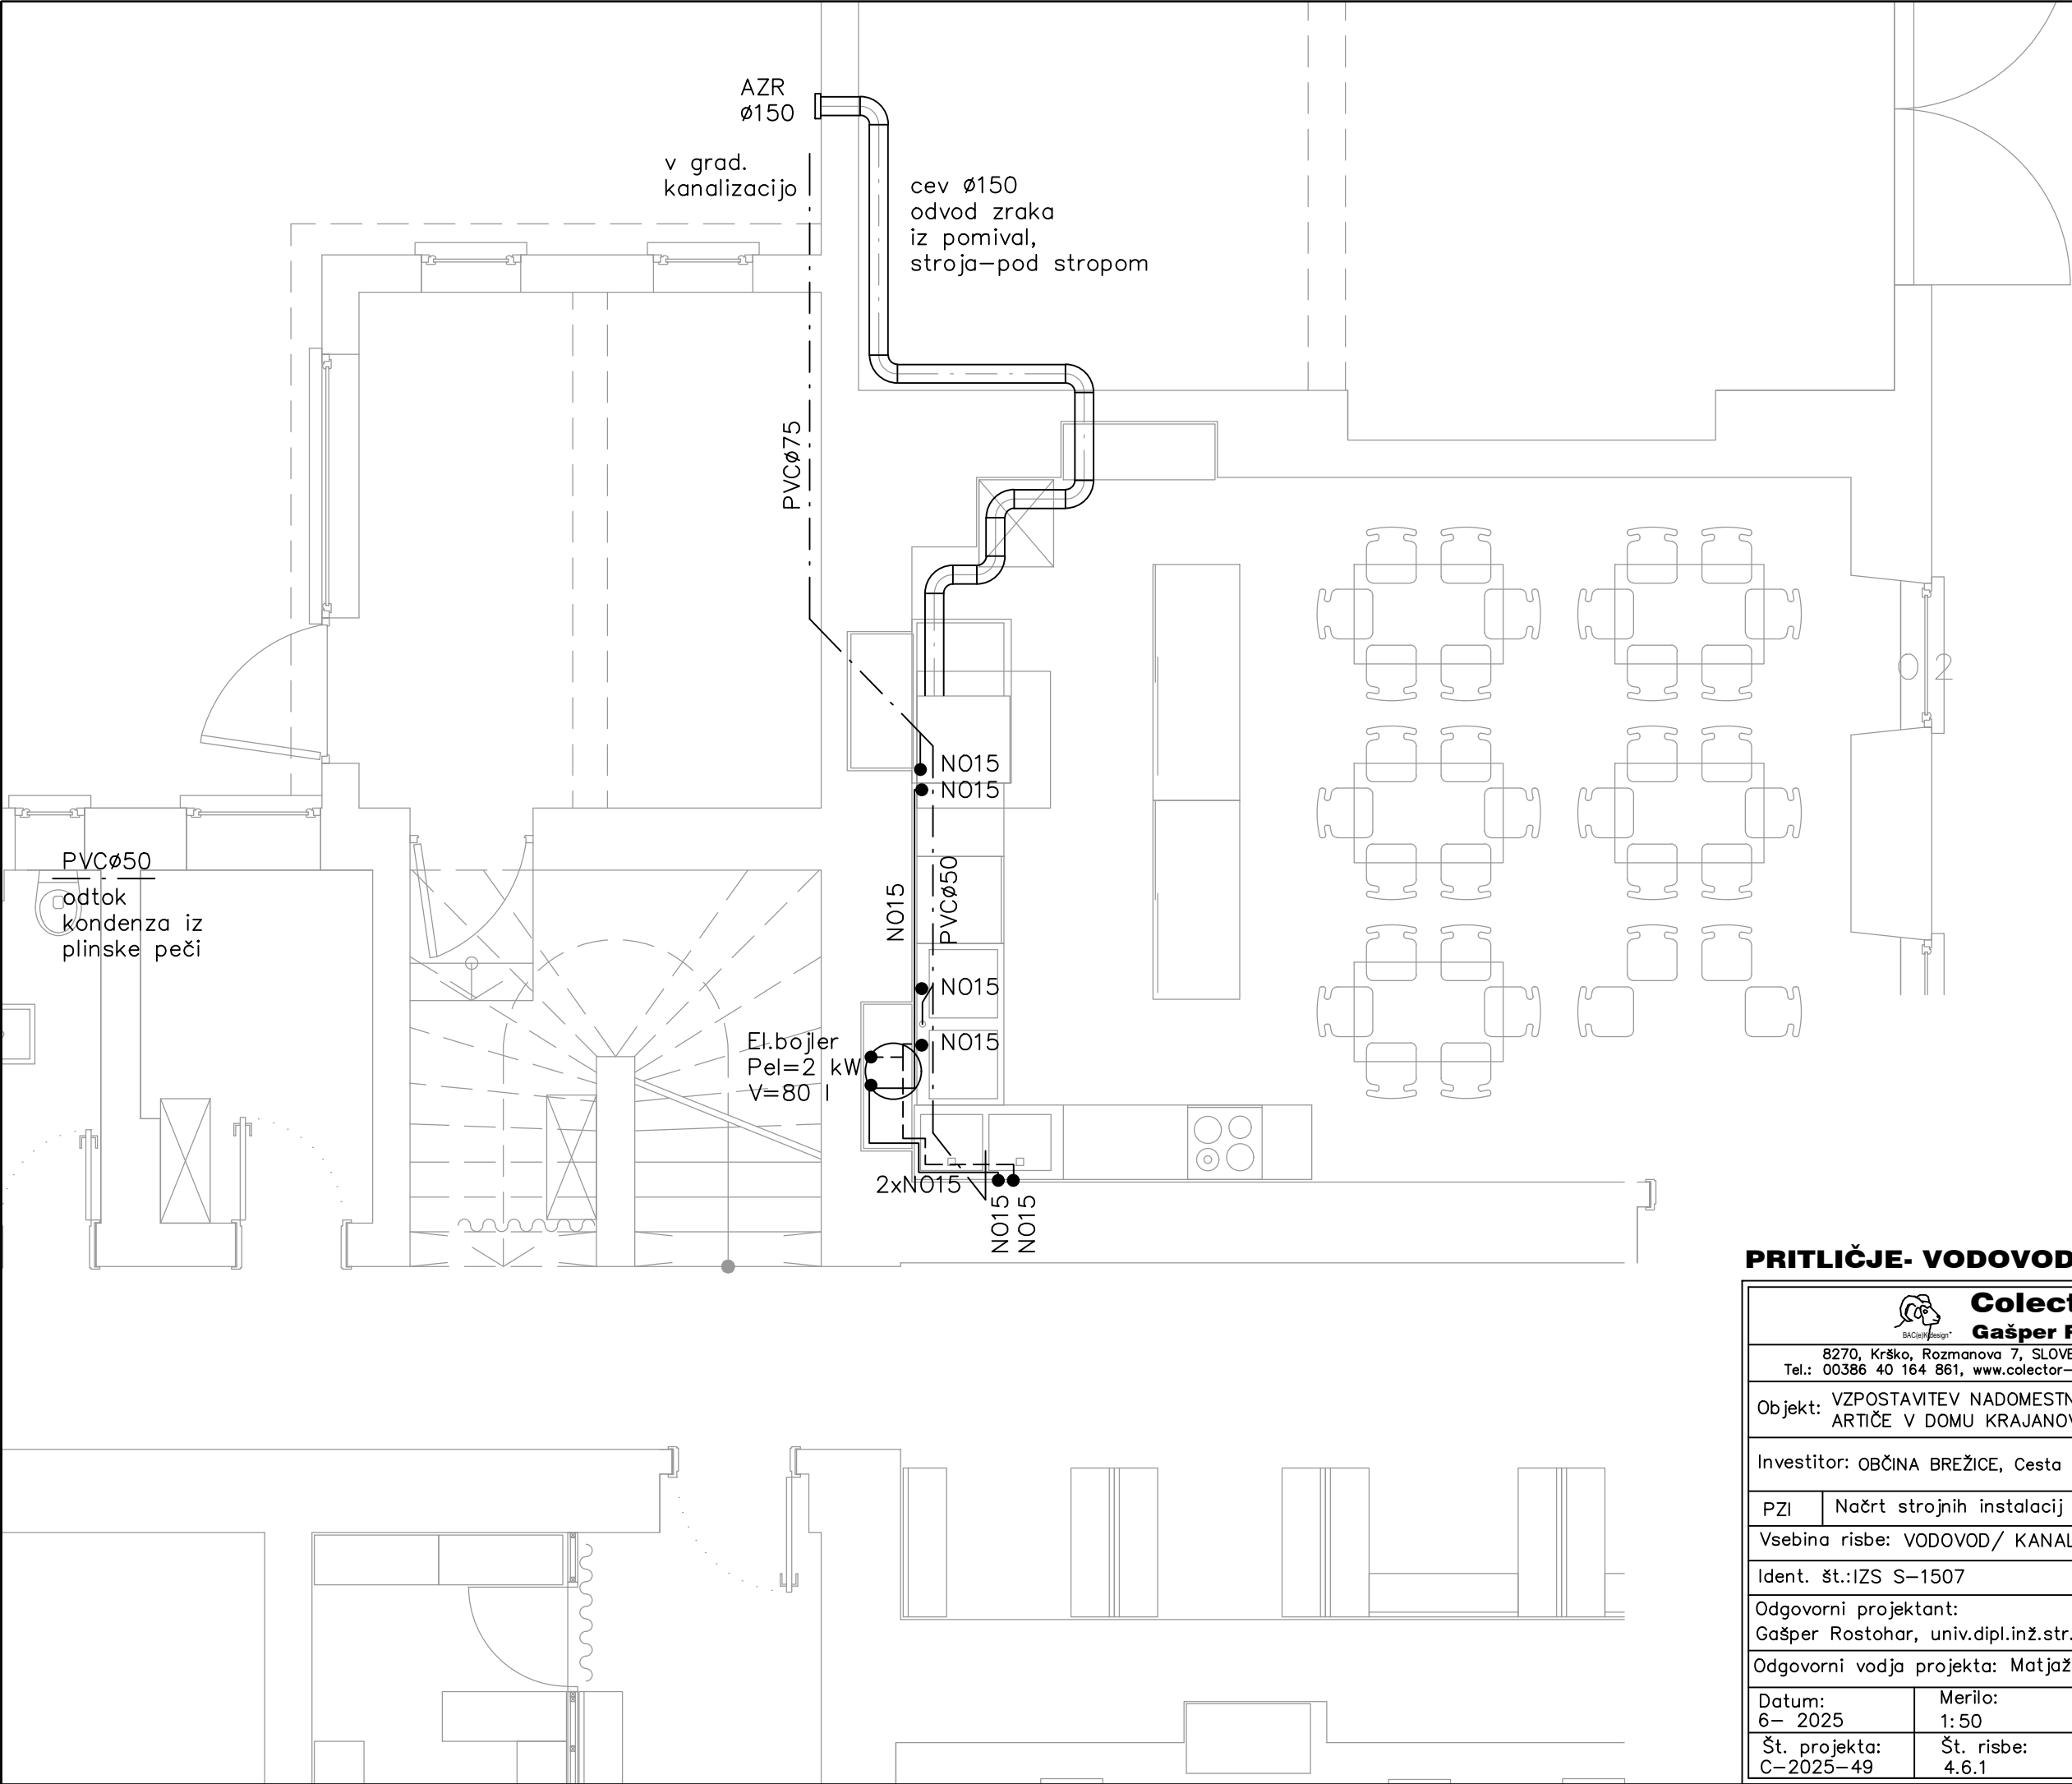 AZR
ø150
v grad.
kanalizacijo
cev ø150
odvod zraka
iz pomival,
stroja-pod stropom
PVCø75
O 2
NO15
NO15
PVCø50
odtok
kondenza iz
plinske peči
NO15
PVCø50
NO15
El.bojler
Pel=2 kW
V=80 l
NO15
2xNO15
NO15
NO15
PRITLIČJE- VODOVOD
Colect
Gašper
BAC(e)K design
8270, Krško, Rozmanova 7, SLOVE
Tel.: 00386 40 164 861, www.colector-
Objekt: VZPOSTAVITEV NADOMESTN
ARTIČE V DOMU KRAJANOV
Investitor: OBČINA BREŽICE, Cesta
PZI Načrt strojnih instalacij
Vsebina risbe: VODOVOD/ KANAL
Ident. št.:IZS S-1507
Odgovorni projektant:
Gašper Rostohar, univ.dipl.inž.str.
Odgovorni vodja projekta: Matjaž
Datum:
6- 2025
Merilo:
1:50
Št. projekta:
C-2025-49
Št. risbe:
4.6.1